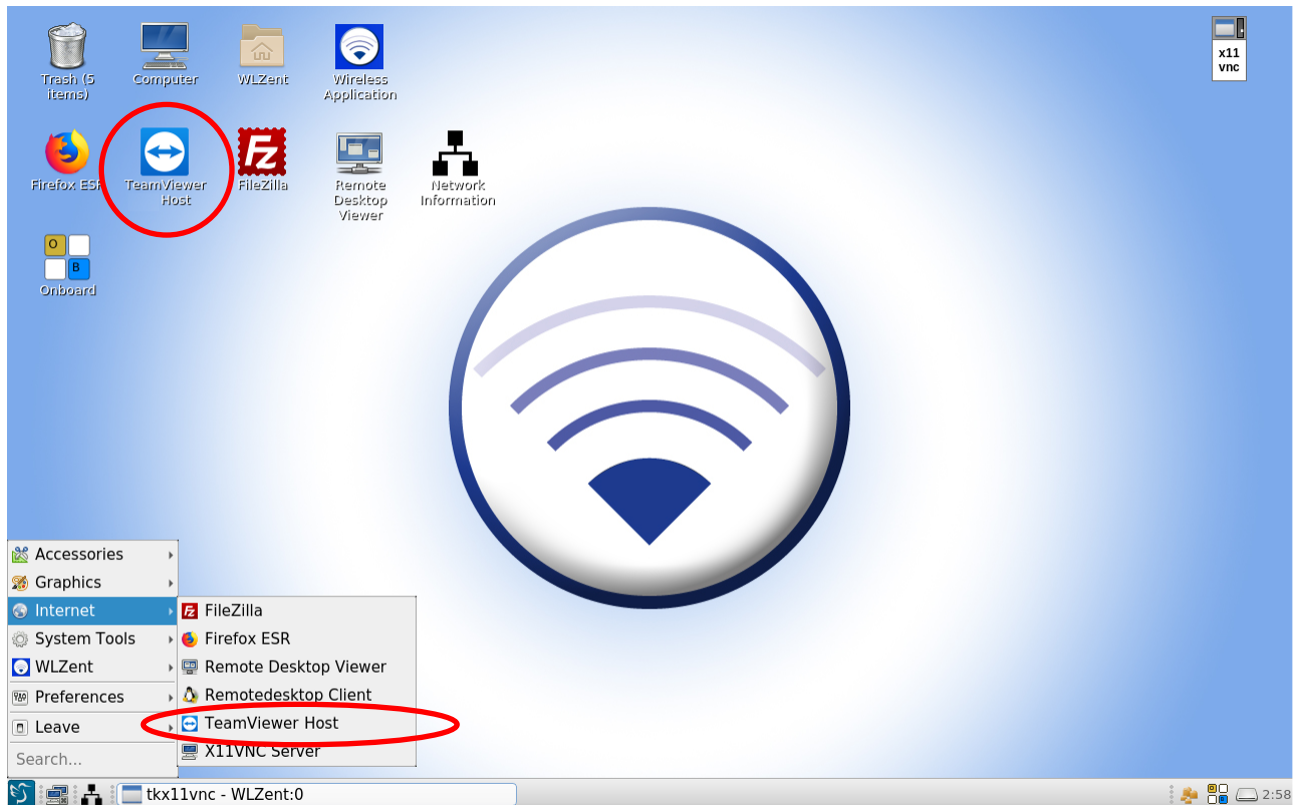 Trash (5
items)
Computer
WLZent
Wireless
Application
x11
vnc
Firefox ESR
TeamViewer
Host
FileZilla
Remote
Desktop
Viewer
Network
Information
O
B
Onboard
Accessories
Graphics
Internet
System Tools
WLZent
Preferences
Leave
Search...
FileZilla
Firefox ESR
Remote Desktop Viewer
Remotedesktop Client
TeamViewer Host
X11VNC Server
tkx11vnc - WLZent:0
2:58